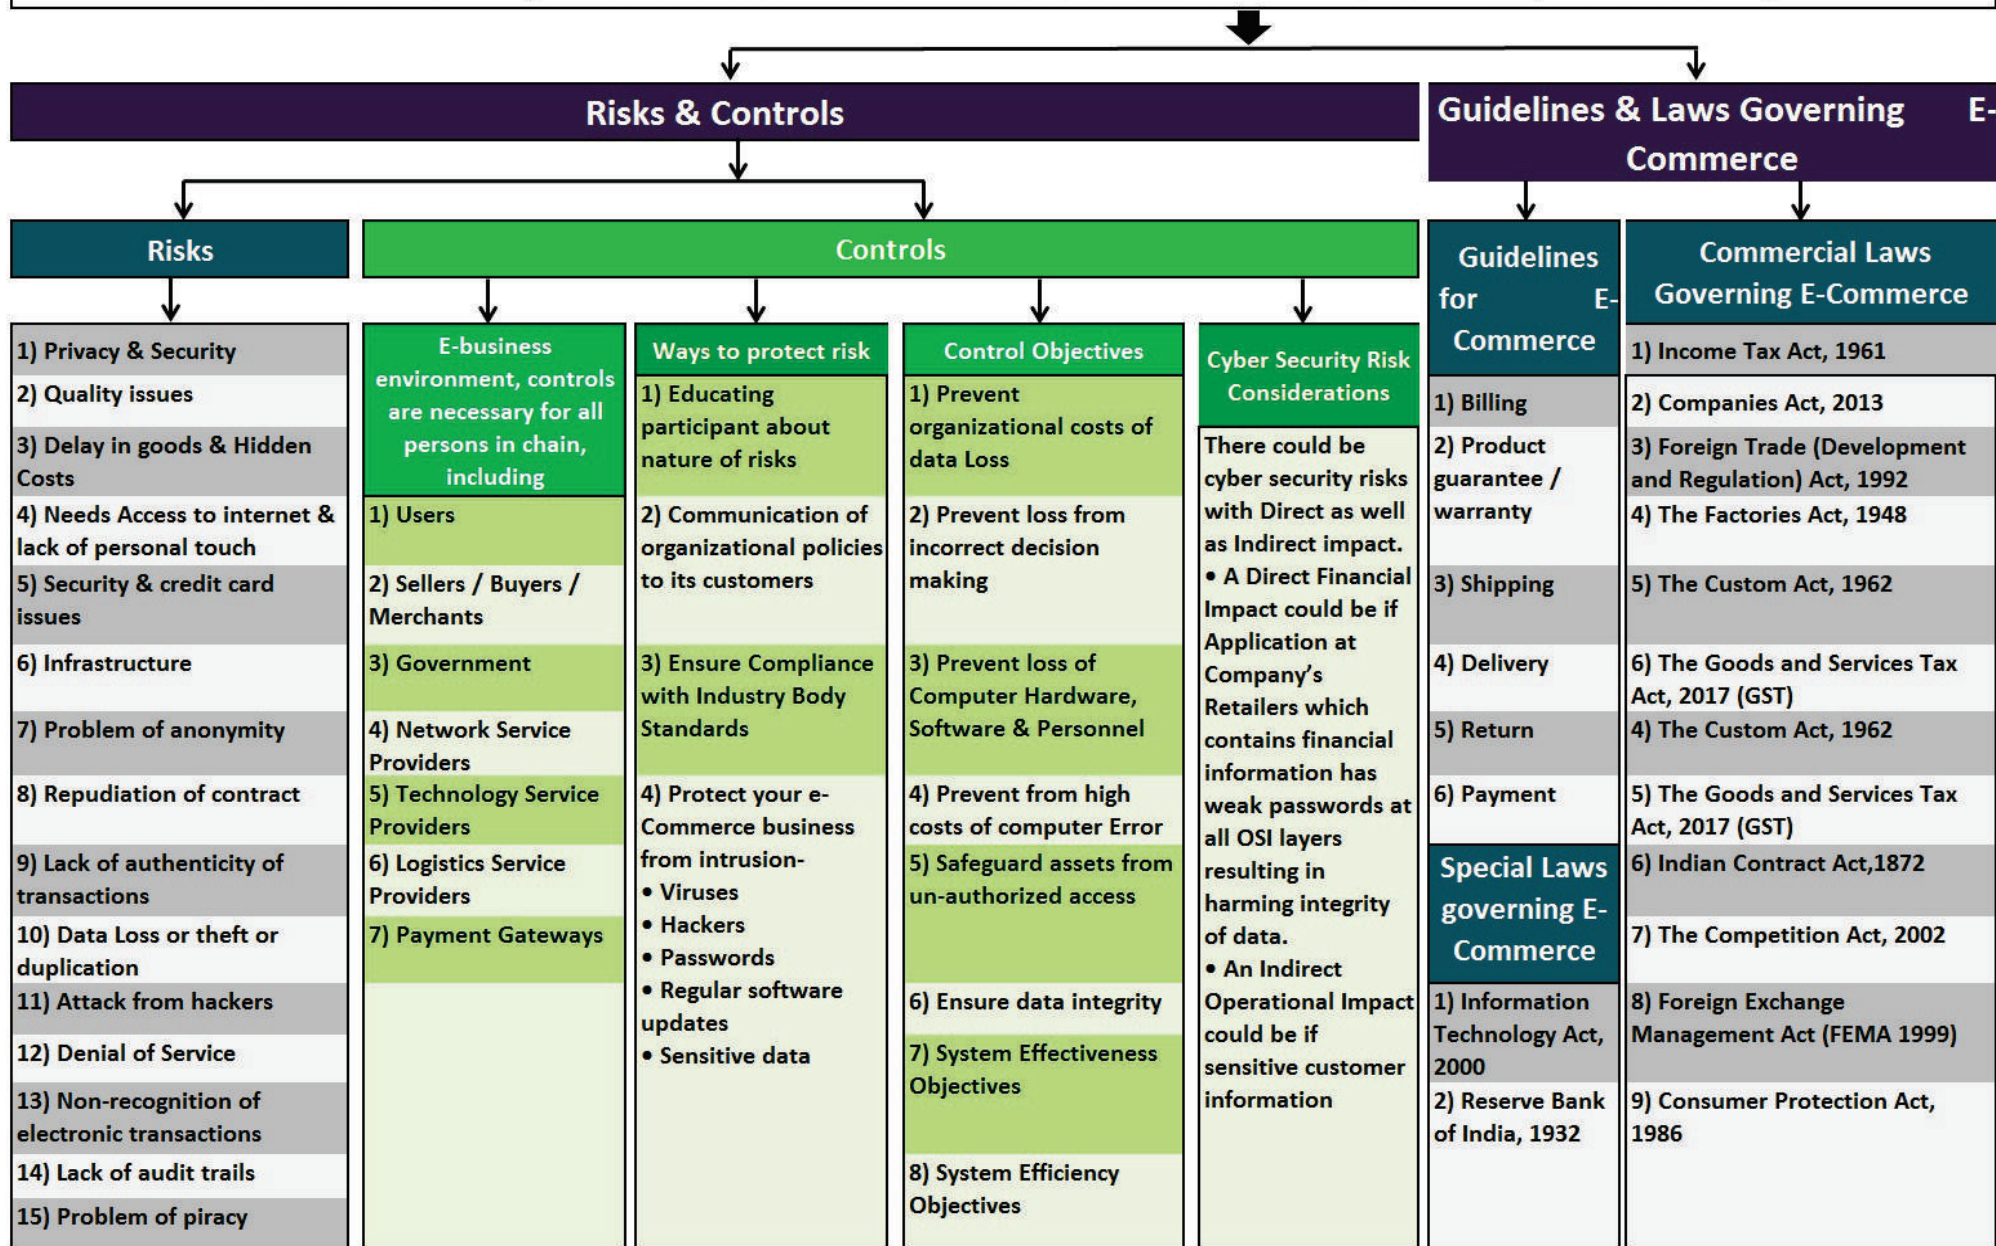 Risks & Controls
Guidelines & Laws Governing E-
Commerce
Risks
1) Privacy & Security
2) Quality issues
3) Delay in goods & Hidden
Costs
4) Needs Access to internet &
lack of personal touch
5) Security & credit card
issues
6) Infrastructure
7) Problem of anonymity
8) Repudiation of contract
9) Lack of authenticity of
transactions
10) Data Loss or theft or
duplication
11) Attack from hackers
12) Denial of Service
13) Non-recognition of
electronic transactions
14) Lack of audit trails
15) Problem of piracy
Controls
E-business
environment, controls
are necessary for all
persons in chain,
including
1) Users
2) Sellers / Buyers /
Merchants
3) Government
4) Network Service
Providers
5) Technology Service
Providers
6) Logistics Service
Providers
7) Payment Gateways
Ways to protect risk
1) Educating
participant about
nature of risks
2) Communication of
organizational policies
to its customers
3) Ensure Compliance
with Industry Body
Standards
4) Protect your e-
Commerce business
from intrusion-
• Viruses
• Hackers
• Passwords
• Regular software
updates
• Sensitive data
Control Objectives
1) Prevent
organizational costs of
data Loss
2) Prevent loss from
incorrect decision
making
3) Prevent loss of
Computer Hardware,
Software & Personnel
4) Prevent from high
costs of computer Error
5) Safeguard assets from
un-authorized access
6) Ensure data integrity
7) System Effectiveness
Objectives
8) System Efficiency
Objectives
Cyber Security Risk
Considerations
There could be
cyber security risks
with Direct as well
as Indirect impact.
• A Direct Financial
Impact could be if
Application at
Company’s
Retailers which
contains financial
information has
weak passwords at
all OSI layers
resulting in
harming integrity
of data.
• An Indirect
Operational Impact
could be if
sensitive customer
information
Guidelines
for E-
Commerce
1) Billing
2) Product
guarantee /
warranty
3) Shipping
4) Delivery
5) Return
6) Payment
Special Laws
governing E-
Commerce
1) Information
Technology Act,
2000
2) Reserve Bank
of India, 1932
Commercial Laws
Governing E-Commerce
1) Income Tax Act, 1961
2) Companies Act, 2013
3) Foreign Trade (Development
and Regulation) Act, 1992
4) The Factories Act, 1948
5) The Custom Act, 1962
6) The Goods and Services Tax
Act, 2017 (GST)
4) The Custom Act, 1962
5) The Goods and Services Tax
Act, 2017 (GST)
6) Indian Contract Act,1872
7) The Competition Act, 2002
8) Foreign Exchange
Management Act (FEMA 1999)
9) Consumer Protection Act,
1986